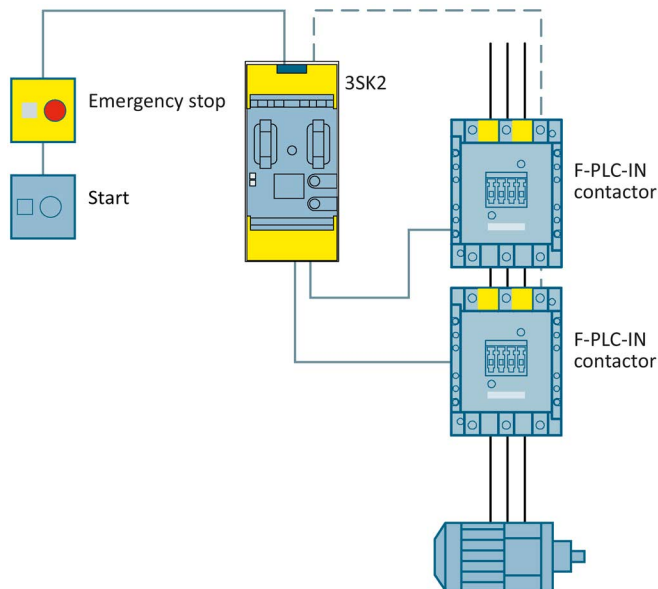 3SK2
Emergency stop
Start
F-PLC-IN
contactor
F-PLC-IN
contactor